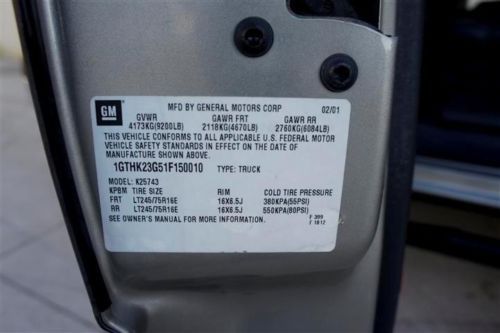 GM
MFD BY GENERAL MOTORS CORP 02/01
GVWR GAWR FRT GAWR RR
4173KG(9200LB) 2118KG(4670LB) 2760KG(6084LB)
THIS VEHICLE CONFORMS TO ALL APPLICABLE U.S. FEDERAL MOTOR
VEHICLE SAFETY STANDARDS IN EFFECT ON THE DATE OF
MANUFACTURE SHOWN ABOVE.
1GTHK23G51F150010 TYPE: TRUCK
MODEL: K25743
KPBM TIRE SIZE RIM COLD TIRE PRESSURE
FRT LT245/75R16E 16X6.5J 380KPA(55PSI)
RR LT245/75R16E 16X6.5J 550KPA(80PSI)
SEE OWNER'S MANUAL FOR MORE INFORMATION.